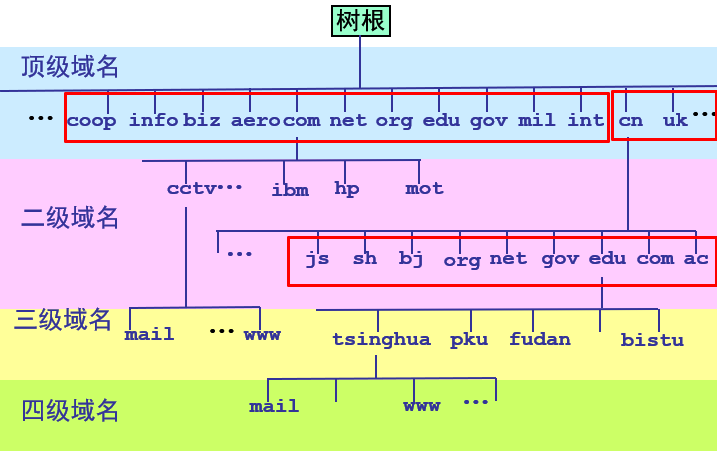 树根
顶级域名
… coop info biz aero com net org edu gov mil int cn uk …
cctv … ibm hp mot
二级域名
… js sh bj org net gov edu com ac
三级域名
mail … www tsinghua pku fudan bistu
四级域名
mail www …